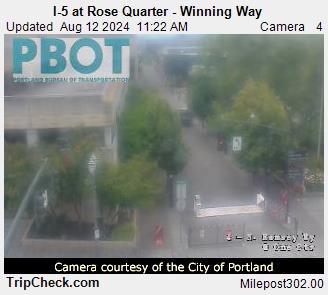 I-5 at Rose Quarter - Winning Way
Updated Aug 12 2024 11:22 AM Camera 4
PBOT
PORTLAND BUREAU OF TRANSPORTATION
Camera courtesy of the City of Portland
TripCheck.com Milepost302.00